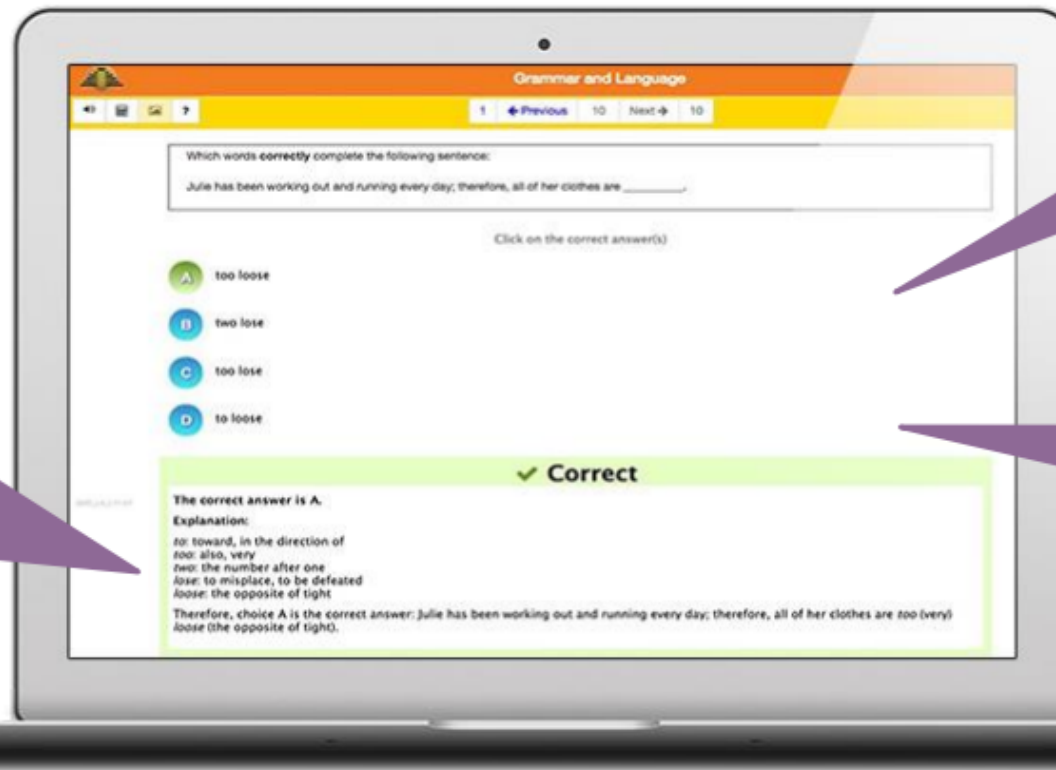 Grammar and Language
?
1 ← Previous 10 Next → 10
Which words correctly complete the following sentence:
Julie has been working out and running every day; therefore, all of her clothes are ________.
Click on the correct answer(s)
A too loose
B two lose
C too lose
D to loose
✓ Correct
The correct answer is A.
Explanation:
to: toward, in the direction of
too: also, very
two: the number after one
lose: to misplace, to be defeated
loose: the opposite of tight
Therefore, choice A is the correct answer: Julie has been working out and running every day; therefore, all of her clothes are too (very)
loose (the opposite of tight).